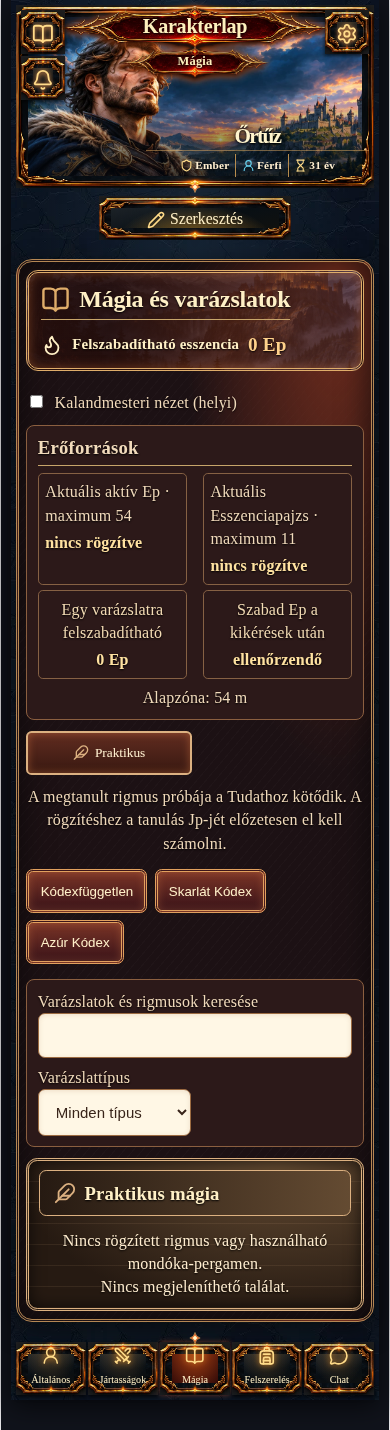 Karakterlap
Mágia
Őrtűz
Ember Férfi 31 év
Szerkesztés
Mágia és varázslatok
Felszabadítható esszencia 0 Ep
Kalandmesteri nézet (helyi)
Erőforrások
Aktuális aktív Ep ·
maximum 54
nincs rögzítve
Aktuális
Esszenciapajzs ·
maximum 11
nincs rögzítve
Egy varázslatra
felszabadítható
0 Ep
Szabad Ep a
kikérések után
ellenőrzendő
Alapzóna: 54 m
Praktikus
A megtanult rigmus próbája a Tudathoz kötődik. A
rögzítéshez a tanulás Jp-jét előzetesen el kell
számolni.
Kódexfüggetlen
Skarlát Kódex
Azúr Kódex
Varázslatok és rigmusok keresése
Varázslattípus
Minden típus
Praktikus mágia
Nincs rögzített rigmus vagy használható
mondóka-pergamen.
Nincs megjeleníthető találat.
Általános Jártasságok Mágia Felszerelés Chat